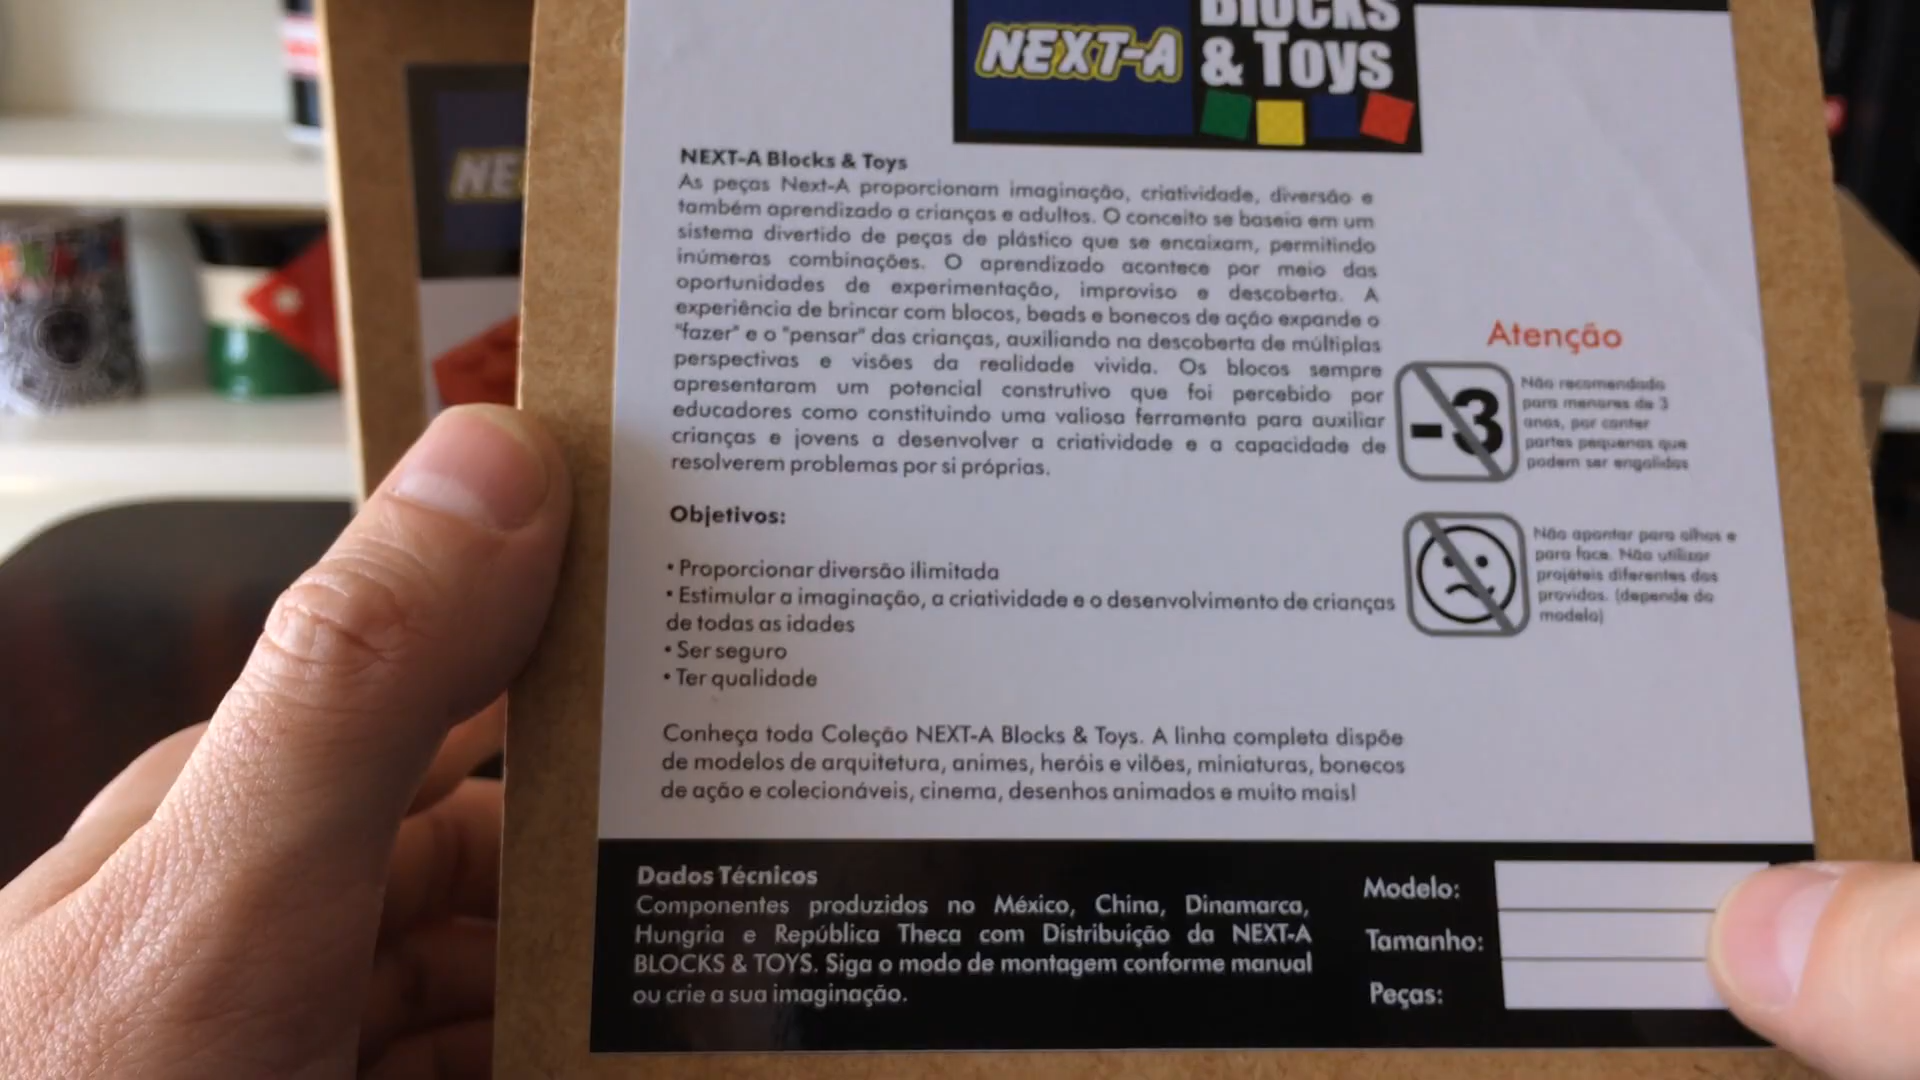 Blocks
NEXT-A & Toys
NE
NEXT-A Blocks & Toys
As peças Next-A proporcionam imaginação, criatividade, diversão e
também aprendizado a crianças e adultos. O conceito se baseia em um
sistema divertido de peças de plástico que se encaixam, permitindo
inúmeras combinações. O aprendizado acontece por meio das
oportunidades de experimentação, improviso e descoberta. A
experiência de brincar com blocos, beads e bonecos de ação expande o
"fazer" e o "pensar" das crianças, auxiliando na descoberta de múltiplas
perspectivas e visões da realidade vivida. Os blocos sempre
apresentaram um potencial construtivo que foi percebido por
educadores como constituindo uma valiosa ferramenta para auxiliar
crianças e jovens a desenvolver a criatividade e a capacidade de
resolverem problemas por si próprias.
Atenção
-3
Não recomendado
para menores de 3
anos, por conter
partes pequenas que
podem ser engolidas
Não apontar para olhos e
para face. Não utilizar
projéteis diferentes dos
providos. (depende do
modelo)
Objetivos:
• Proporcionar diversão ilimitada
• Estimular a imaginação, a criatividade e o desenvolvimento de crianças
de todas as idades
• Ser seguro
• Ter qualidade
Conheça toda Coleção NEXT-A Blocks & Toys. A linha completa dispõe
de modelos de arquitetura, animes, heróis e vilões, miniaturas, bonecos
de ação e colecionáveis, cinema, desenhos animados e muito mais!
Dados Técnicos
Componentes produzidos no México, China, Dinamarca,
Hungria e República Theca com Distribuição da NEXT-A
BLOCKS & TOYS. Siga o modo de montagem conforme manual
ou crie a sua imaginação.
Modelo:
Tamanho:
Peças: